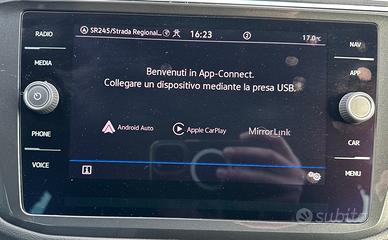 RADIO
MEDIA
PHONE
VOICE
SR245/Strada Regional...
16:23
17.0°C
Benvenuti in App-Connect.
Collegare un dispositivo mediante la presa USB.
Android Auto
Apple CarPlay
MirrorLink
NAV
APP
CAR
MENU
subito